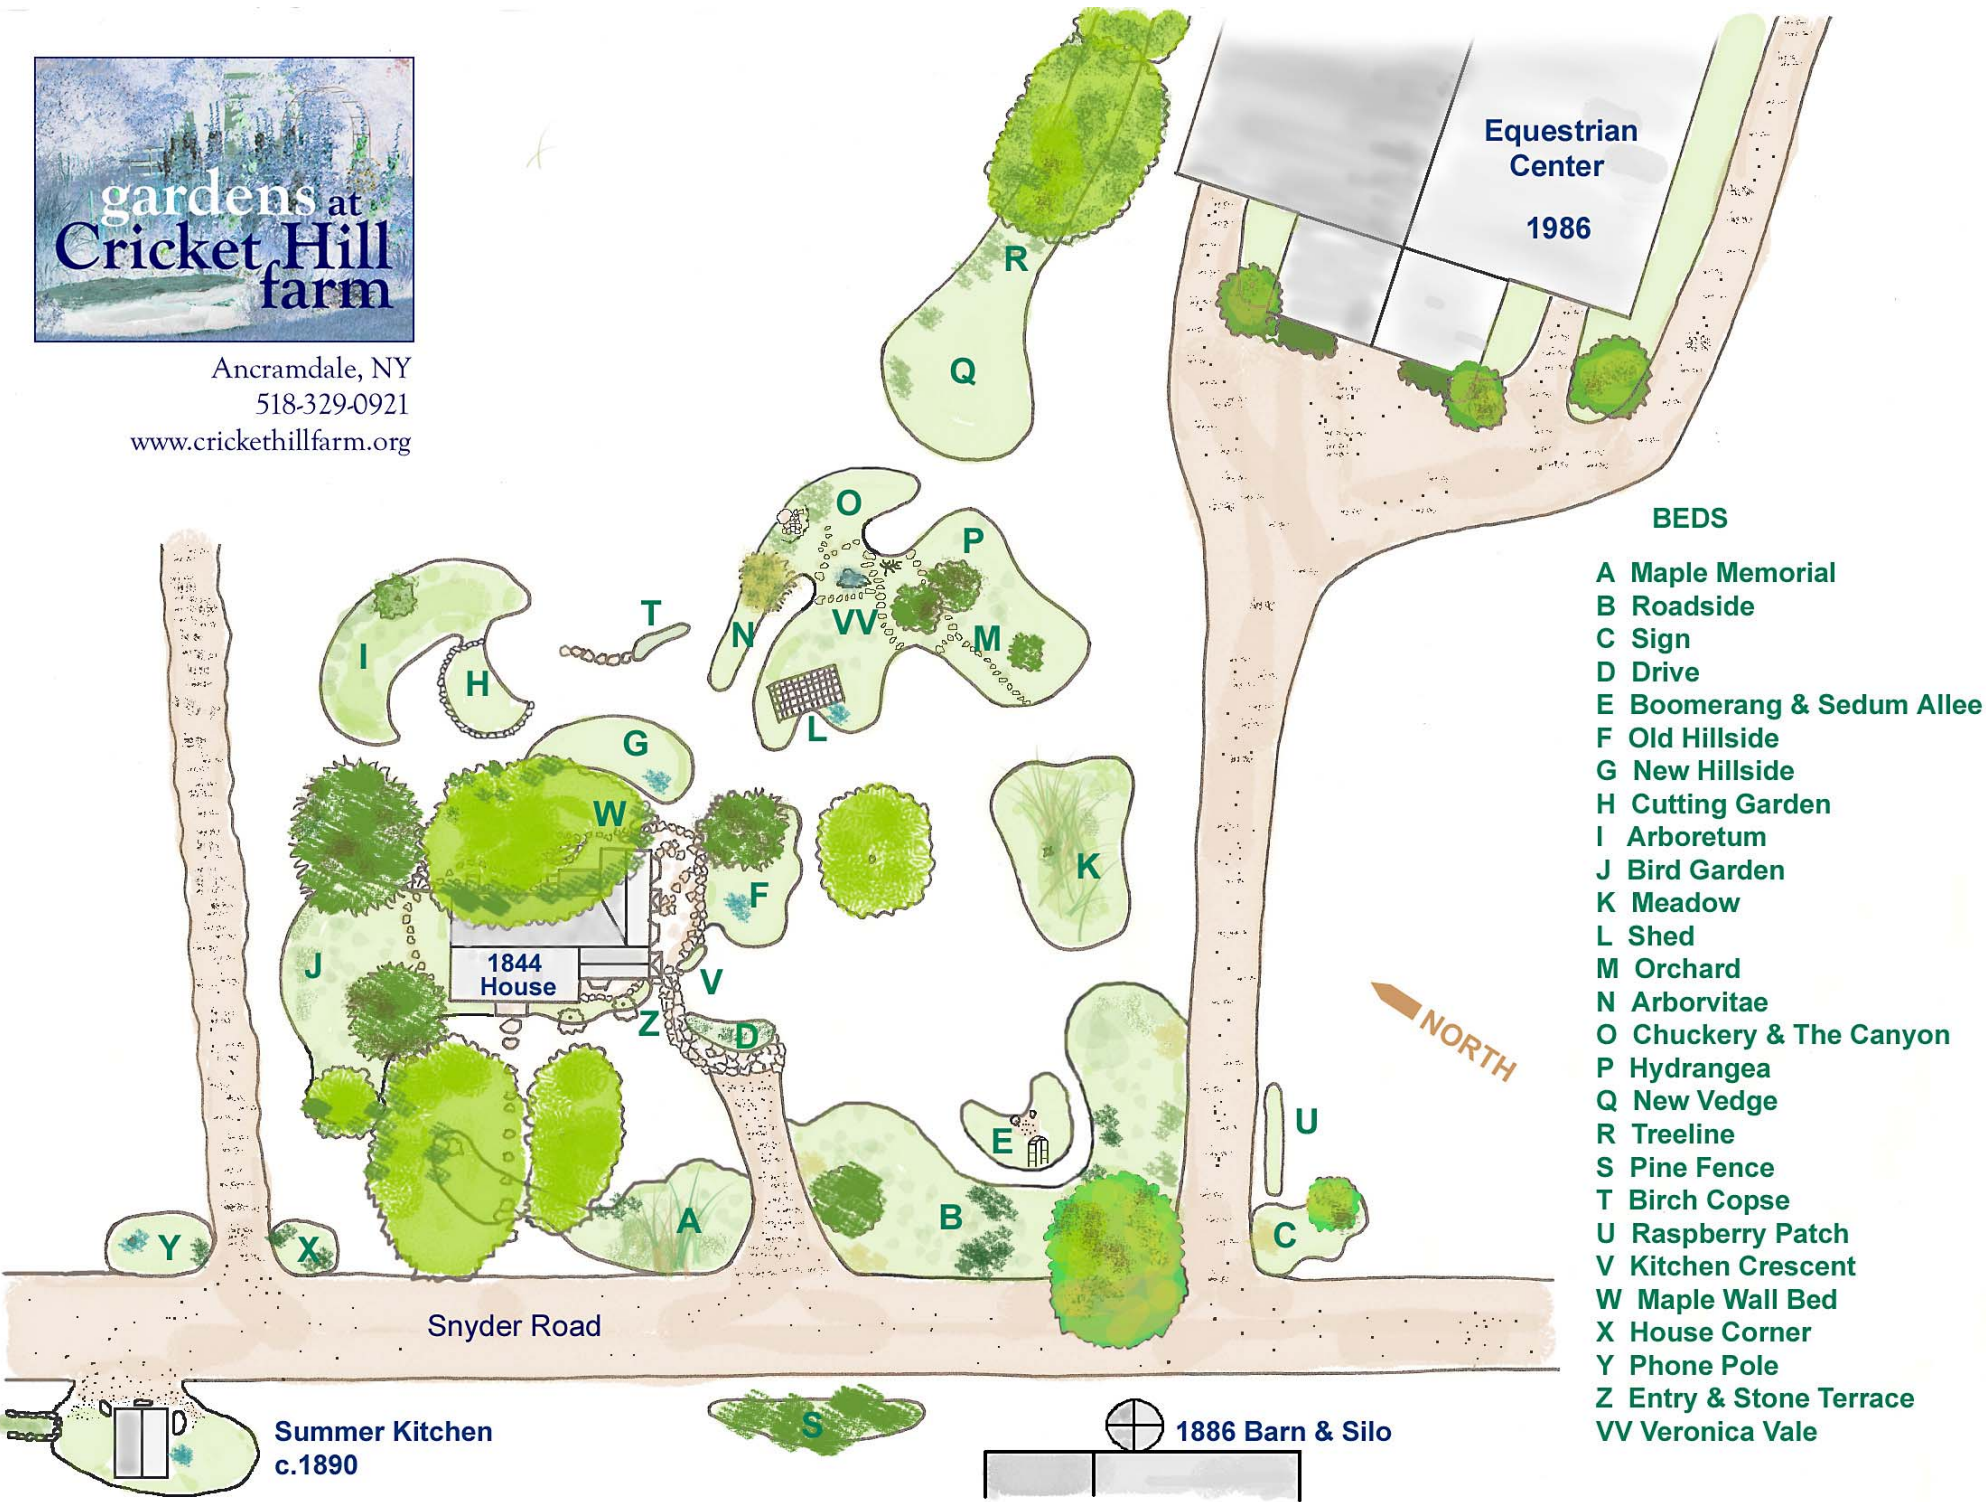 gardens at
Cricket Hill
farm
Ancramdale, NY
518-329-0921
www.crickethillfarm.org
Equestrian
Center
1986
R
Q
O
P
T
N
VV
M
I
H
L
G
W
K
F
J
1844
House
V
Z
D
NORTH
E
U
A
B
C
Y
X
Snyder Road
S
Summer Kitchen
c.1890
1886 Barn & Silo
BEDS
A Maple Memorial
B Roadside
C Sign
D Drive
E Boomerang & Sedum Allee
F Old Hillside
G New Hillside
H Cutting Garden
I Arboretum
J Bird Garden
K Meadow
L Shed
M Orchard
N Arborvitae
O Chuckery & The Canyon
P Hydrangea
Q New Vedge
R Treeline
S Pine Fence
T Birch Copse
U Raspberry Patch
V Kitchen Crescent
W Maple Wall Bed
X House Corner
Y Phone Pole
Z Entry & Stone Terrace
VV Veronica Vale